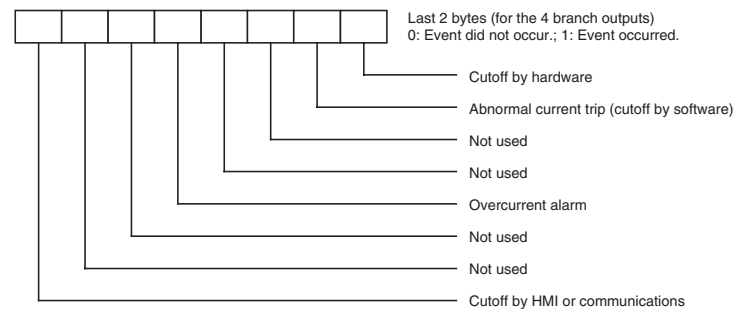 Last 2 bytes (for the 4 branch outputs)
0: Event did not occur.; 1: Event occurred.
Cutoff by hardware
Abnormal current trip (cutoff by software)
Not used
Not used
Overcurrent alarm
Not used
Not used
Cutoff by HMI or communications